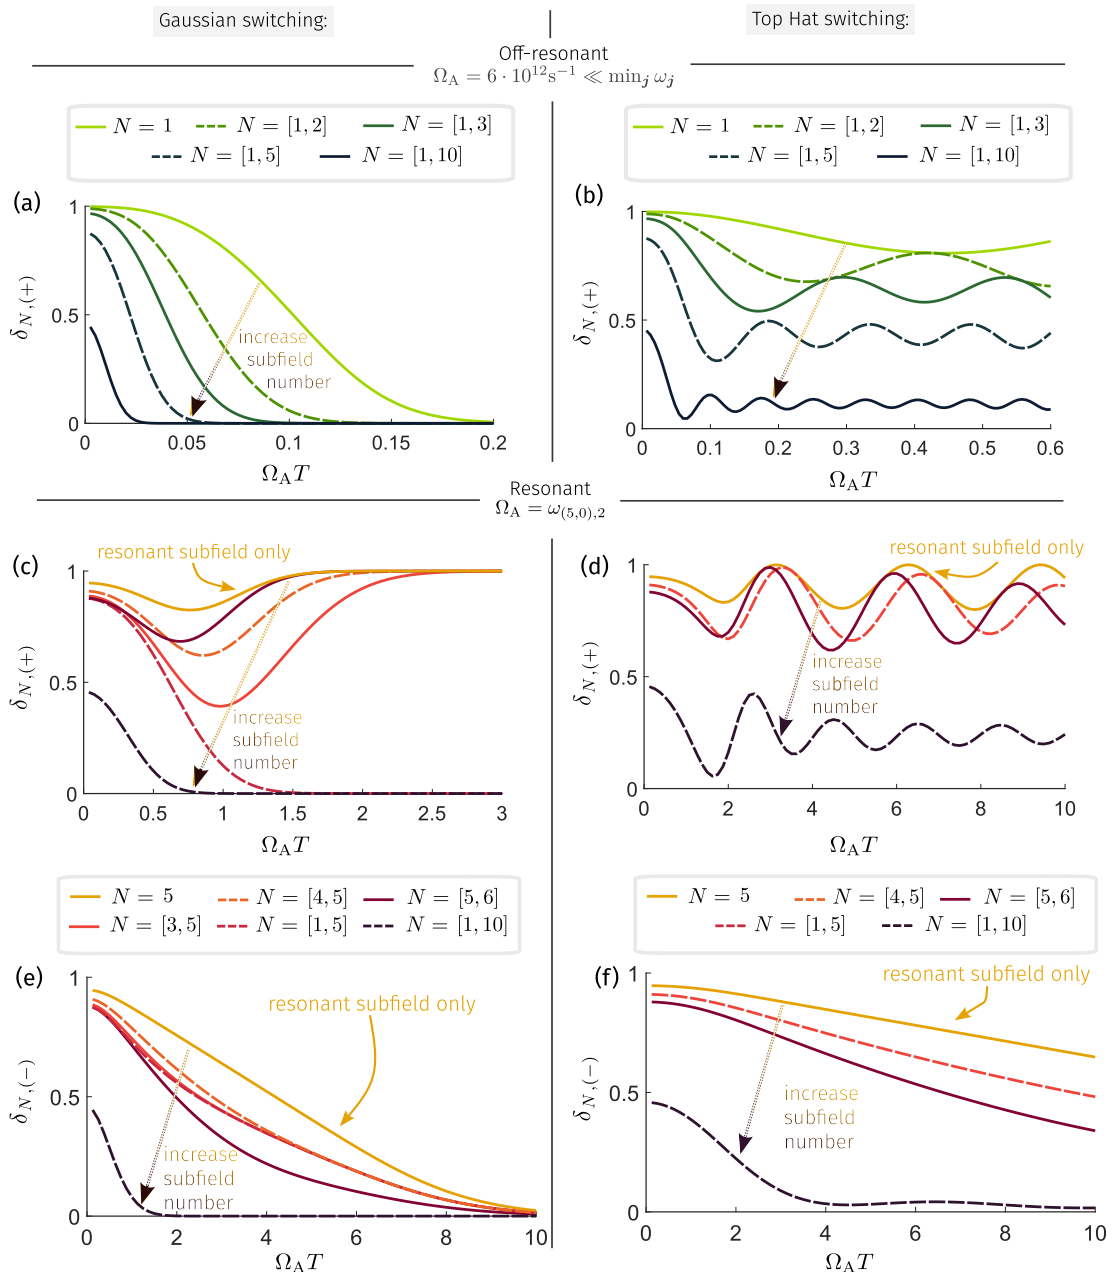 Gaussian switching:
Top Hat switching:
Off-resonant
Ω_A = 6 · 10^12 s^−1 ≪ min_j ω_j
N = 1
N = [1, 2]
N = [1, 3]
N = [1, 5]
N = [1, 10]
N = 1
N = [1, 2]
N = [1, 3]
N = [1, 5]
N = [1, 10]
(a)
δ_N,(+)
1
0.5
0
increase
subfield
number
0
0.05
0.1
0.15
0.2
Ω_A T
(b)
δ_N,(+)
1
0.5
0
0
0.1
0.2
0.3
0.4
0.5
0.6
Ω_A T
Resonant
Ω_A = ω_(5,0),2
(c)
resonant subfield only
δ_N,(+)
1
0.5
0
increase
subfield
number
0
0.5
1
1.5
2
2.5
3
Ω_A T
(d)
resonant subfield only
δ_N,(+)
1
0.5
0
increase
subfield
number
0
2
4
6
8
10
Ω_A T
N = 5
N = [4, 5]
N = [5, 6]
N = [3, 5]
N = [1, 5]
N = [1, 10]
N = 5
N = [4, 5]
N = [5, 6]
N = [1, 5]
N = [1, 10]
(e)
resonant subfield only
δ_N,(−)
1
0.5
0
increase
subfield
number
0
2
4
6
8
10
Ω_A T
(f)
resonant subfield only
δ_N,(−)
1
0.5
0
increase
subfield
number
0
2
4
6
8
10
Ω_A T